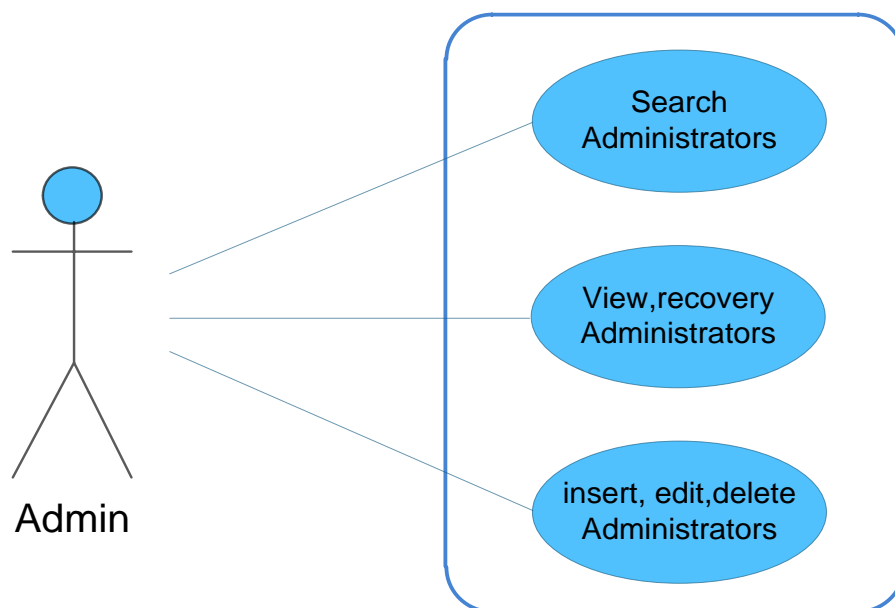 Search
Administrators
View,recovery
Administrators
insert, edit,delete
Administrators
Admin